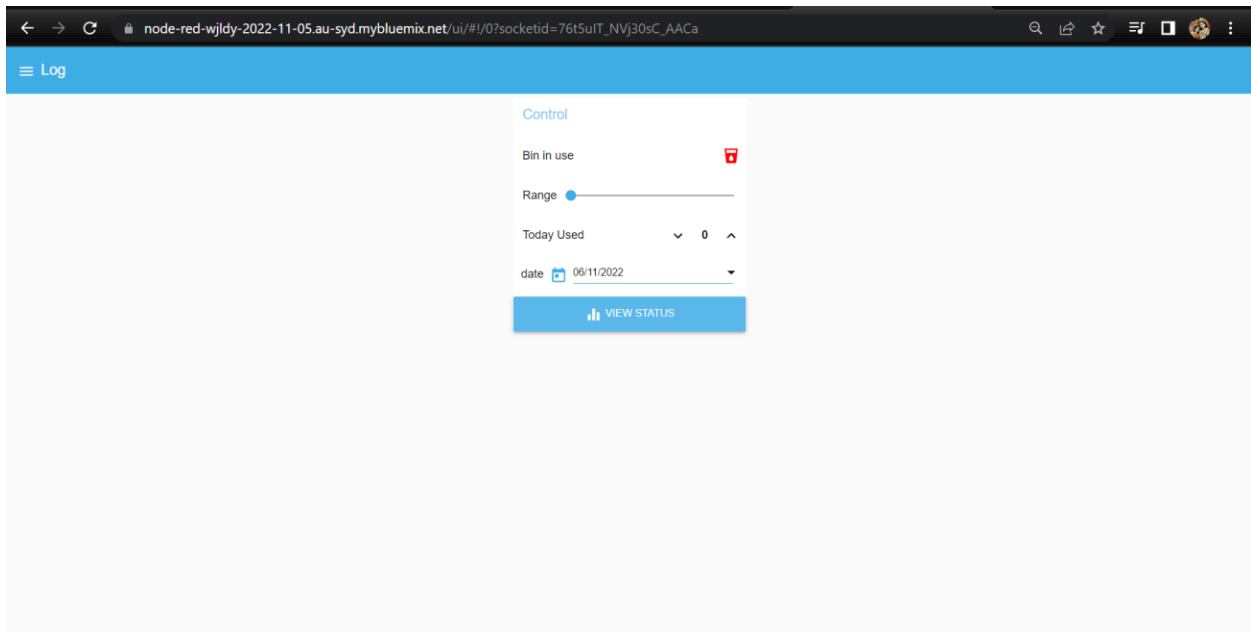 node-red-wjldy-2022-11-05.au-syd.mybluemix.net/ui/#!/0?socketid=76t5uIT_NVj30sC_AACa
Log
Control
Bin in use
Range
Today Used 0
date 06/11/2022
VIEW STATUS